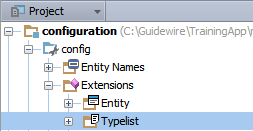 Project
configuration (C:\Guidewire\TrainingApp\
config
Entity Names
Extensions
Entity
Typelist